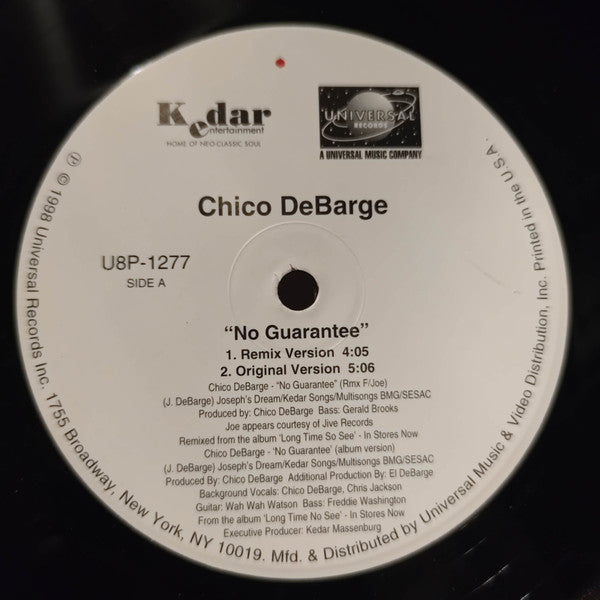 Kedar
entertainment
HOME OF NEO-CLASSIC SOUL
UNIVERSAL
RECORDS
A UNIVERSAL MUSIC COMPANY
Chico DeBarge
U8P-1277
SIDE A
“No Guarantee”
1. Remix Version 4:05
2. Original Version 5:06
Chico DeBarge - “No Guarantee” (Rmx F/Joe)
(J. DeBarge) Joseph's Dream/Kedar Songs/Multisongs BMG/SESAC
Produced by: Chico DeBarge Bass: Gerald Brooks
Joe appears courtesy of Jive Records
Remixed from the album 'Long Time So See' - In Stores Now
Chico DeBarge - 'No Guarantee' (album version)
(J. DeBarge) Joseph's Dream/Kedar Songs/Multisongs BMG/SESAC
Produced By: Chico DeBarge Additional Production By: El DeBarge
Background Vocals: Chico DeBarge, Chris Jackson
Guitar: Wah Wah Watson Bass: Freddie Washington
From the album 'Long Time No See' - In Stores Now
Executive Producer: Kedar Massenburg
℗ © 1998 Universal Records Inc. 1755 Broadway, New York, NY 10019. Mfd. & Distributed by Universal Music & Video Distribution, Inc. Printed in the U.S.A.